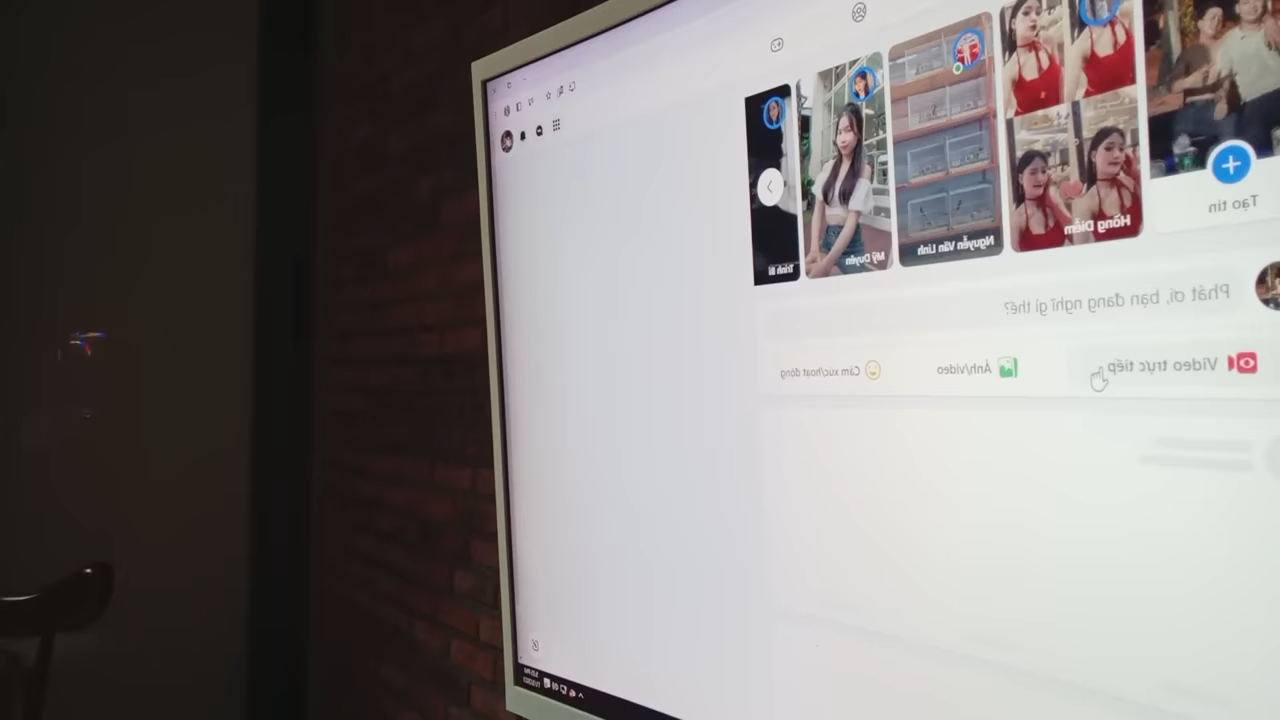 Tạo tin
Hồng Diễm
Nguyễn Văn Linh
Mỹ Duyên
Trinh Bi
Phát ơi, bạn đang nghĩ gì thế?
Video trực tiếp
Ảnh/video
Cảm xúc/hoạt động